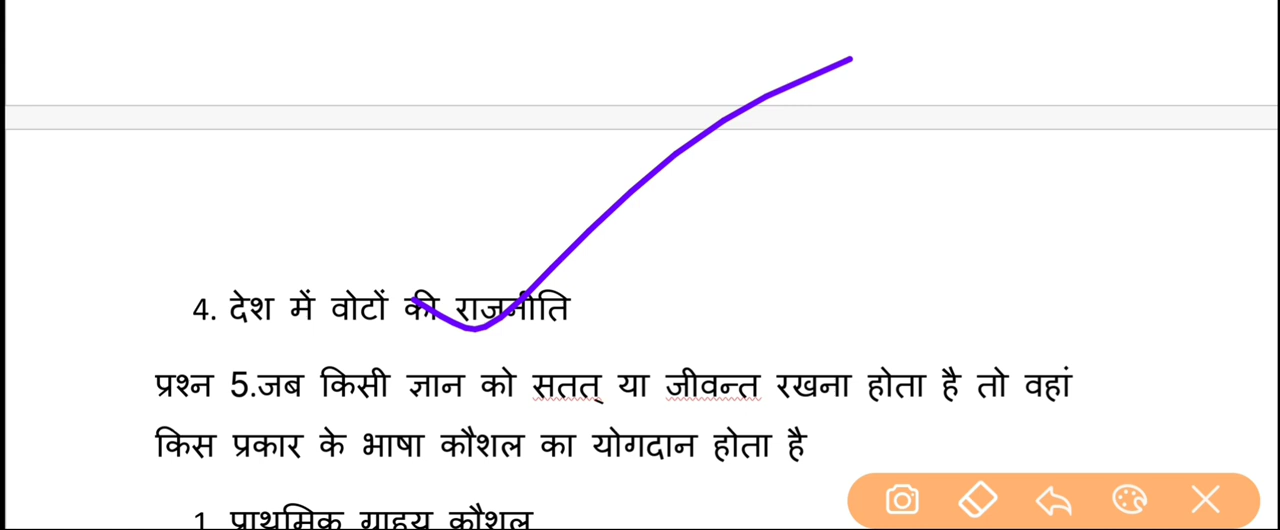 4. देश में वोटों की राजनीति
प्रश्न 5.जब किसी ज्ञान को सतत् या जीवन्त रखना होता है तो वहां
किस प्रकार के भाषा कौशल का योगदान होता है
1. प्राथमिक ग्राह्य कौशल